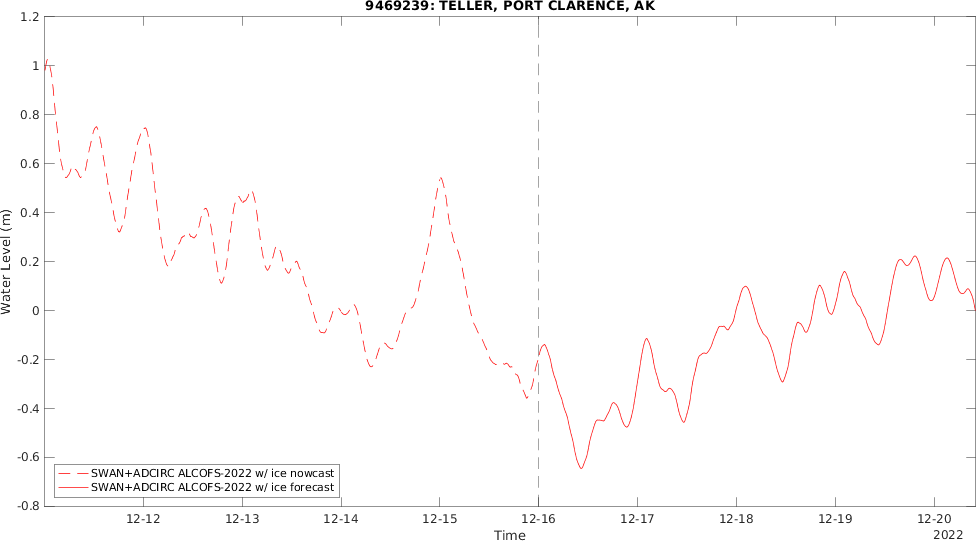 9469239: TELLER, PORT CLARENCE, AK
1.2
1
0.8
0.6
0.4
0.2
0
-0.2
-0.4
-0.6
-0.8
Water Level (m)
SWAN+ADCIRC ALCOFS-2022 w/ ice nowcast
SWAN+ADCIRC ALCOFS-2022 w/ ice forecast
12-12 12-13 12-14 12-15 12-16 12-17 12-18 12-19 12-20
Time
2022